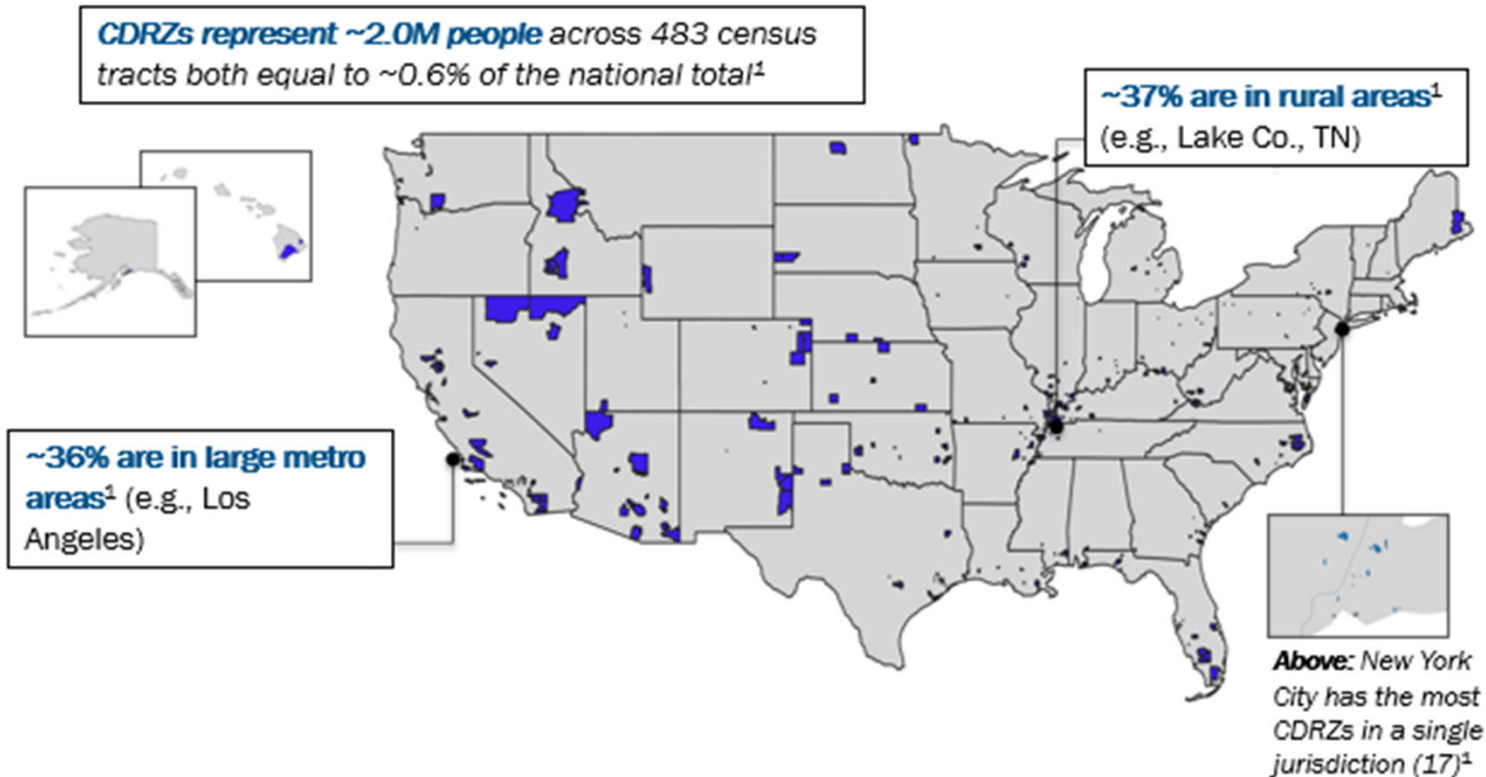 CDRZs represent ~2.0M people across 483 census
tracts both equal to ~0.6% of the national total¹
~37% are in rural areas¹
(e.g., Lake Co., TN)
~36% are in large metro
areas¹ (e.g., Los
Angeles)
Above: New York
City has the most
CDRZs in a single
jurisdiction (17)¹